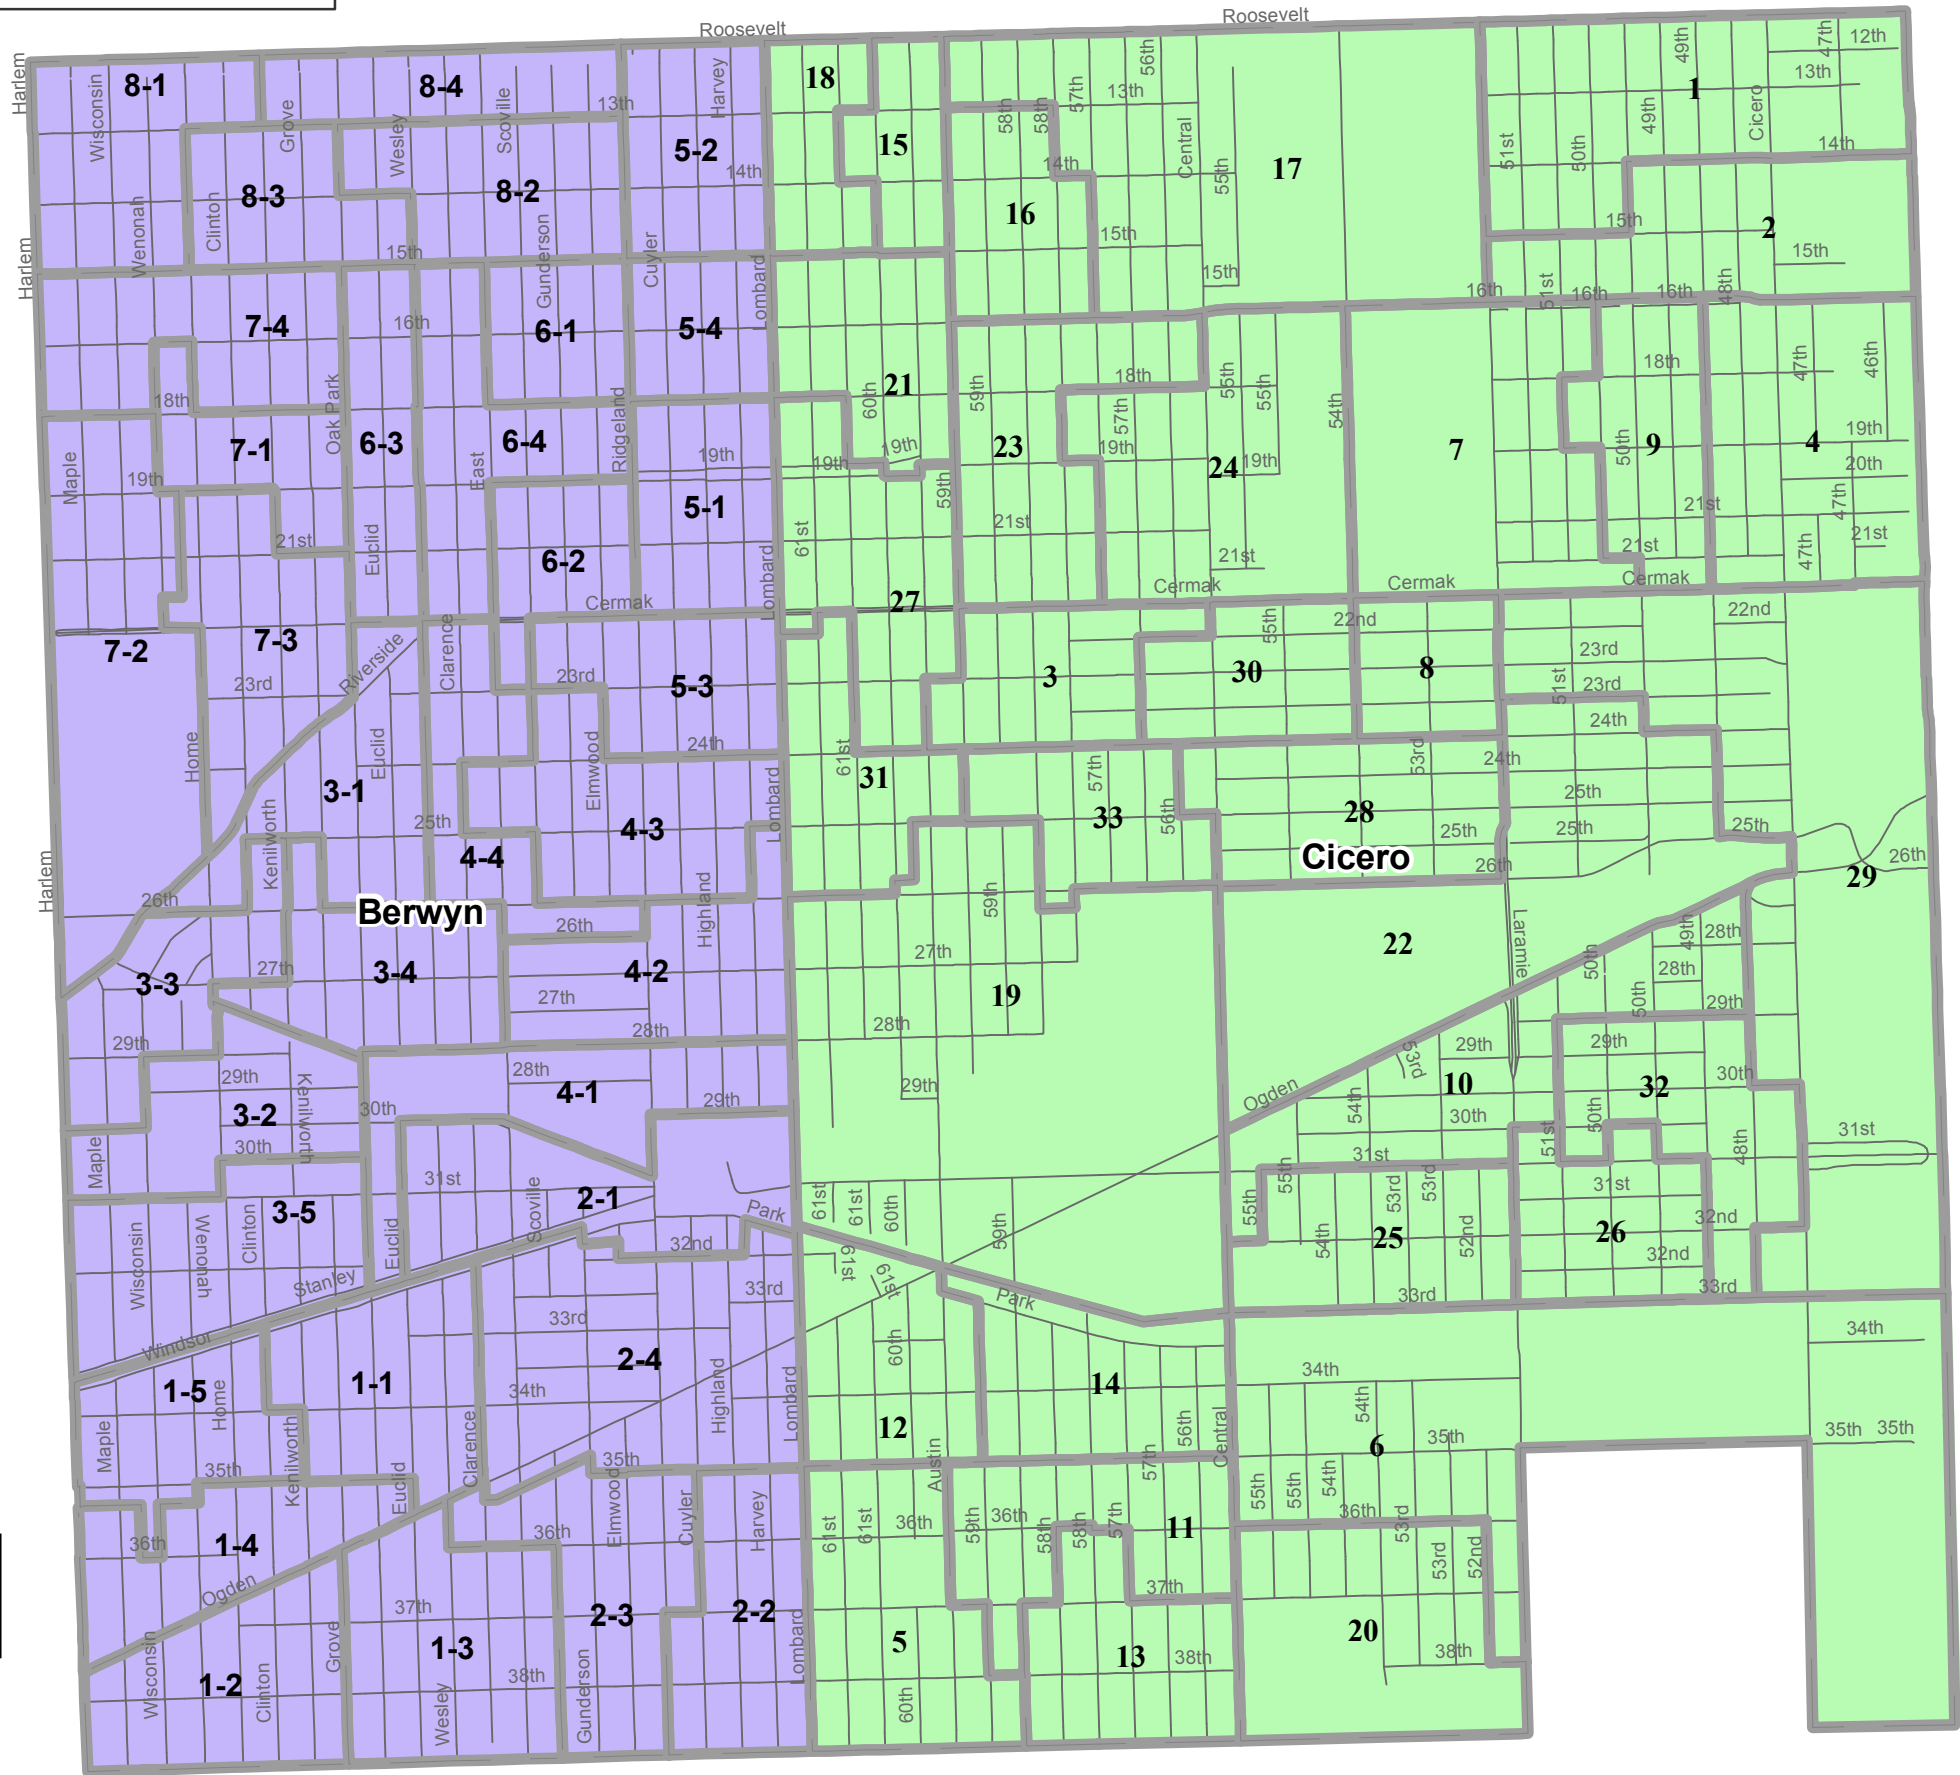 Roosevelt
Roosevelt
Harlem
Wisconsin
8-1
8-4
Grove
Wesley
Scoville
13th
Harvey
18
15
58th
58th
57th
56th
13th
Central
55th
17
51st
50th
49th
49th
1
Cicero
47th
12th
13th
14th
5-2
14th
8-3
8-2
Wenonah
Clinton
15th
Gunderson
Cuyler
Lombard
16
14th
15th
15th
15th
2
15th
Harlem
7-4
16th
6-1
5-4
16th
51st
16th
16th
48th
18th
Oak Park
7-1
6-3
6-4
East
Ridgeland
19th
60th
21
19th
19th
59th
59th
23
18th
57th
19th
24
55th
55th
19th
54th
7
18th
50th
9
47th
46th
4
19th
20th
47th
Maple
19th
21st
Euclid
6-2
5-1
61st
Lombard
21st
21st
21st
21st
47th
21st
Cermak
27
Cermak
Cermak
Cermak
7-2
7-3
Riverside
Clarence
23rd
23rd
5-3
3
30
55th
22nd
8
51st
23rd
23rd
22nd
24th
Home
Euclid
3-1
Elmwood
24th
61st
31
57th
33
56th
53rd
24th
28
25th
25th
25th
25th
Harlem
Kenilworth
25th
4-4
4-3
Lombard
Cicero
26th
26th
29
26th
Berwyn
26th
Highland
59th
3-3
27th
3-4
4-2
27th
27th
19
22
Laramie
50th
49th
28th
28th
50th
29th
28th
28th
29th
29th
Kenilworth
28th
4-1
29th
29th
Ogden
53rd
29th
10
54th
30th
29th
32
30th
3-2
30th
30th
Maple
31st
Scoville
2-1
Park
61st
61st
60th
59th
55th
55th
31st
51st
50th
48th
31st
31st
Wisconsin
Wenonah
Clinton
3-5
Euclid
32nd
61st
61st
54th
25
53rd
53rd
52nd
26
32nd
32nd
Stanley
Windsor
33rd
33rd
Park
33rd
33rd
1-5
Home
1-1
34th
2-4
Highland
Lombard
60th
12
14
56th
34th
54th
6
35th
34th
35th
35th
Maple
35th
Kenilworth
Euclid
Clarence
35th
Elmwood
Cuyler
Harvey
Austin
57th
Central
36th
1-4
36th
61st
61st
36th
59th
36th
58th
58th
57th
11
55th
55th
54th
36th
53rd
53rd
52nd
Ogden
37th
2-3
2-2
37th
Wisconsin
1-2
Clinton
Grove
1-3
Wesley
38th
Gunderson
Lombard
5
60th
13
38th
20
38th